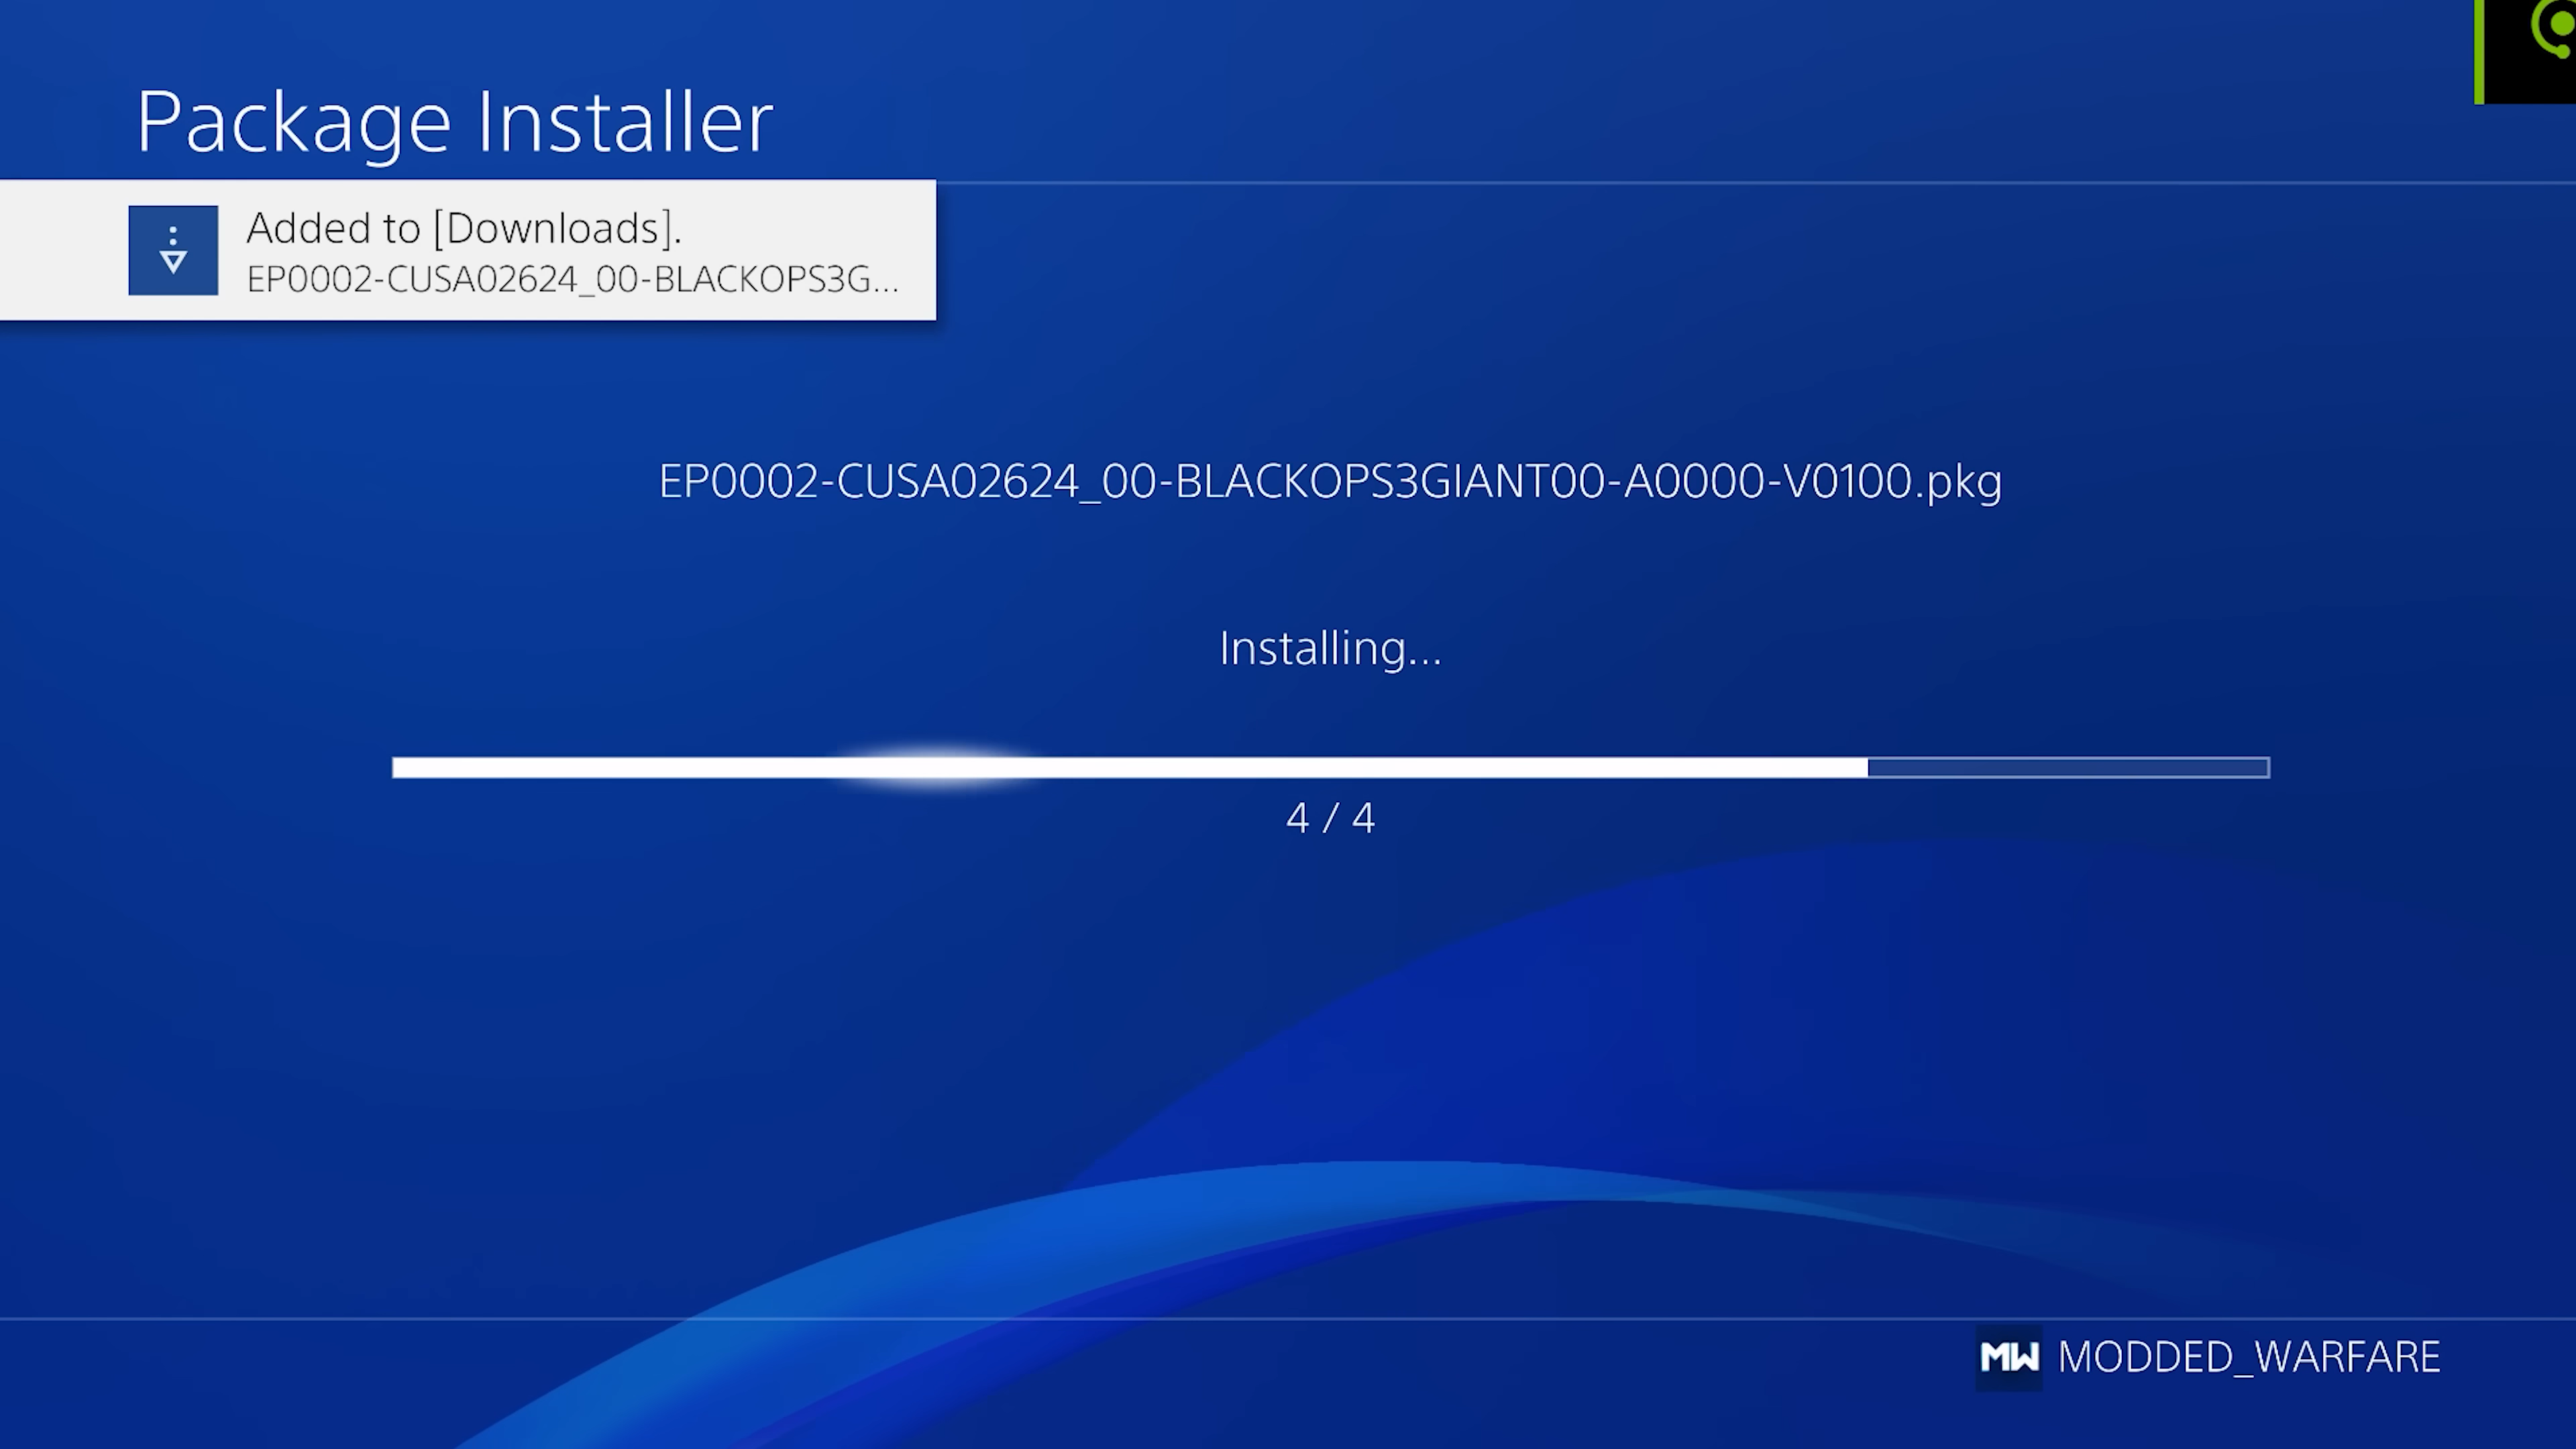 Package Installer
Added to [Downloads].
EP0002-CUSA02624_00-BLACKOPS3G...
EP0002-CUSA02624_00-BLACKOPS3GIANT00-A0000-V0100.pkg
Installing...
4 / 4
MW MODDED_WARFARE